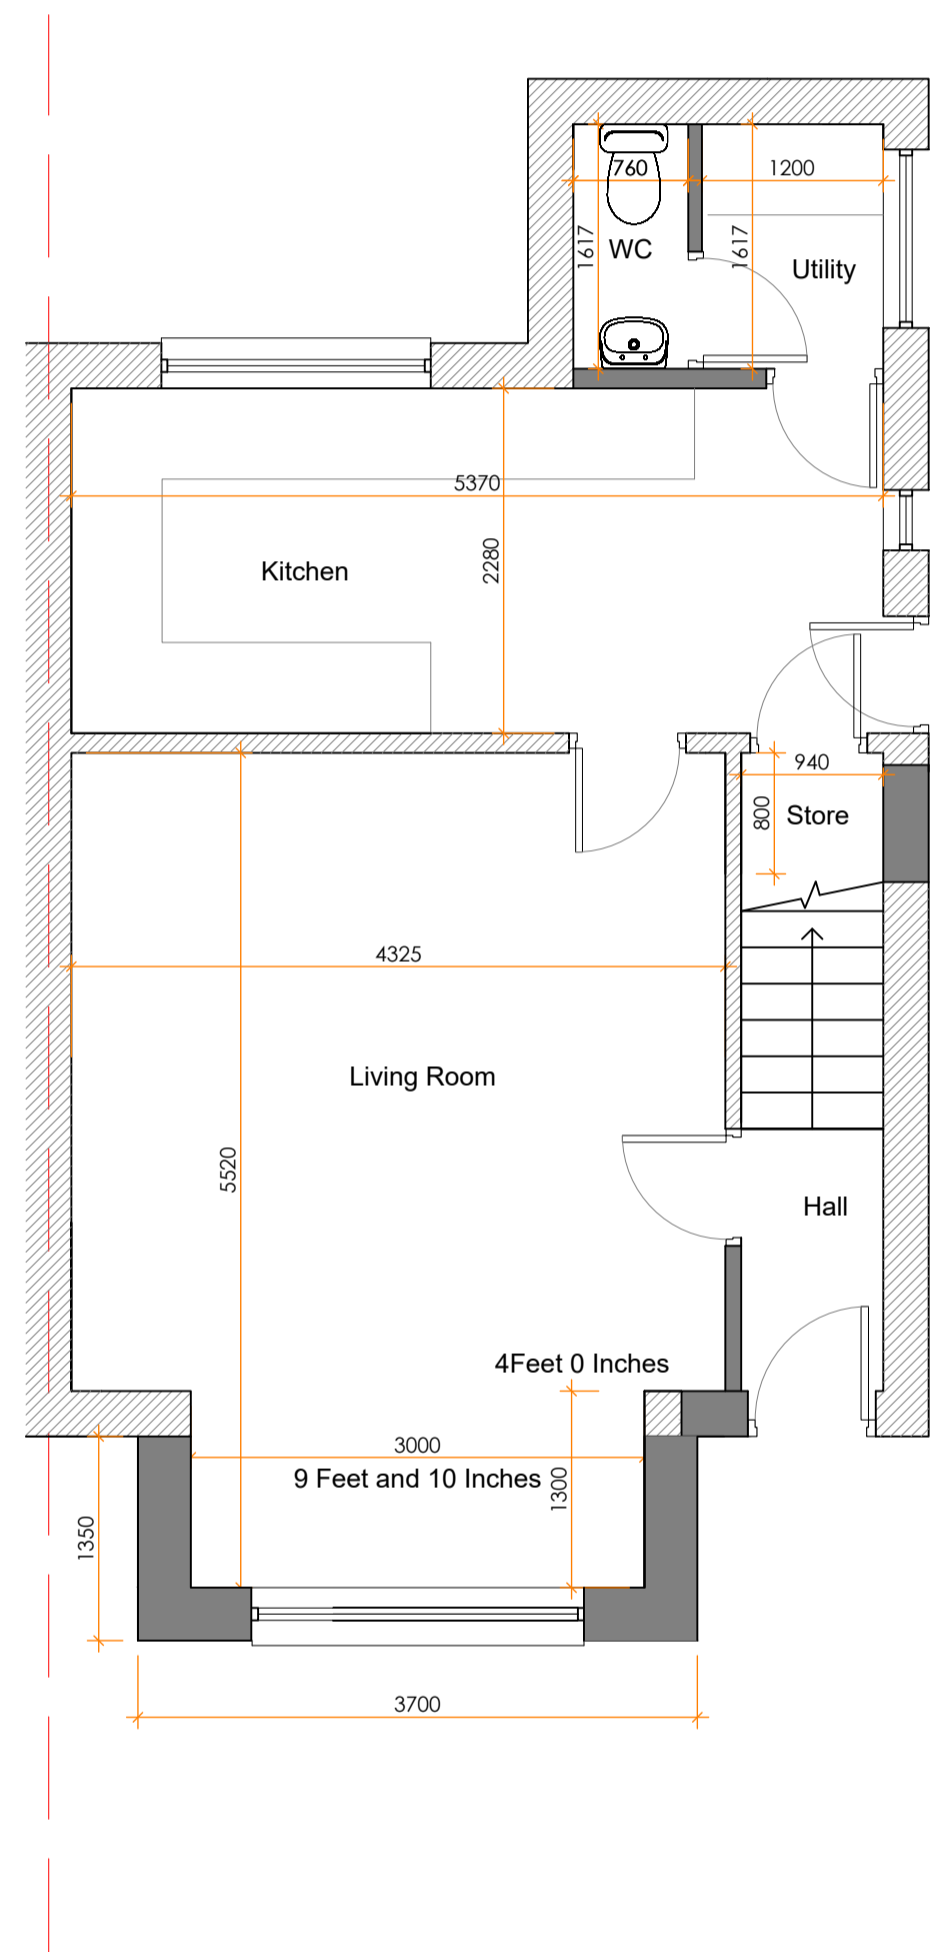 760
1200
1617
WC
1617
Utility
5370
2280
Kitchen
940
800
Store
4325
Living Room
5520
Hall
4Feet 0 Inches
3000
9 Feet and 10 Inches
1300
1350
3700